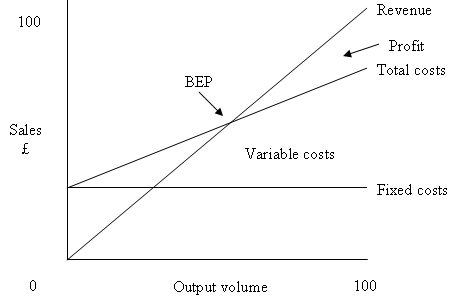 Revenue
100
Profit
Total costs
BEP
Sales
£
Variable costs
Fixed costs
0
Output volume
100